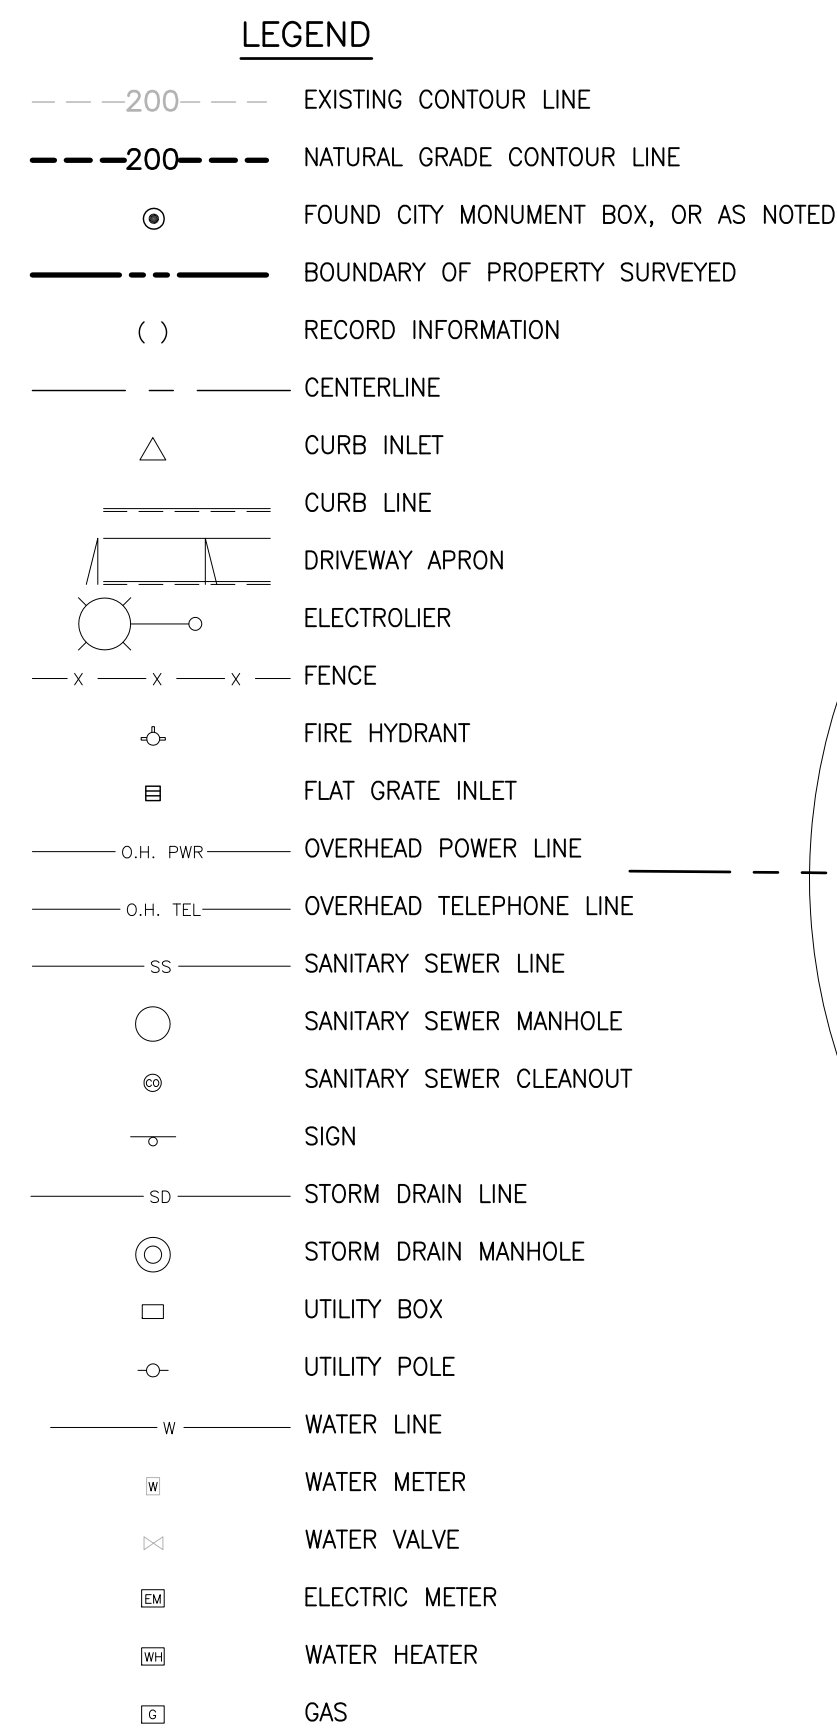 LEGEND
200 EXISTING CONTOUR LINE
200 NATURAL GRADE CONTOUR LINE
FOUND CITY MONUMENT BOX, OR AS NOTED
BOUNDARY OF PROPERTY SURVEYED
( ) RECORD INFORMATION
CENTERLINE
CURB INLET
CURB LINE
DRIVEWAY APRON
ELECTROLIER
X X X FENCE
FIRE HYDRANT
FLAT GRATE INLET
O.H. PWR OVERHEAD POWER LINE
O.H. TEL OVERHEAD TELEPHONE LINE
SS SANITARY SEWER LINE
SANITARY SEWER MANHOLE
CO SANITARY SEWER CLEANOUT
SIGN
SD STORM DRAIN LINE
STORM DRAIN MANHOLE
UTILITY BOX
UTILITY POLE
W WATER LINE
W WATER METER
WATER VALVE
EM ELECTRIC METER
WH WATER HEATER
G GAS